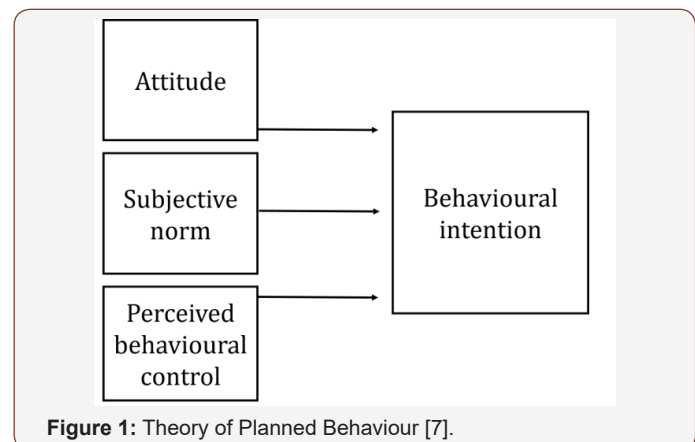 Attitude
Subjective
norm
Perceived
behavioural
control
Behavioural
intention
Figure 1: Theory of Planned Behaviour [7].